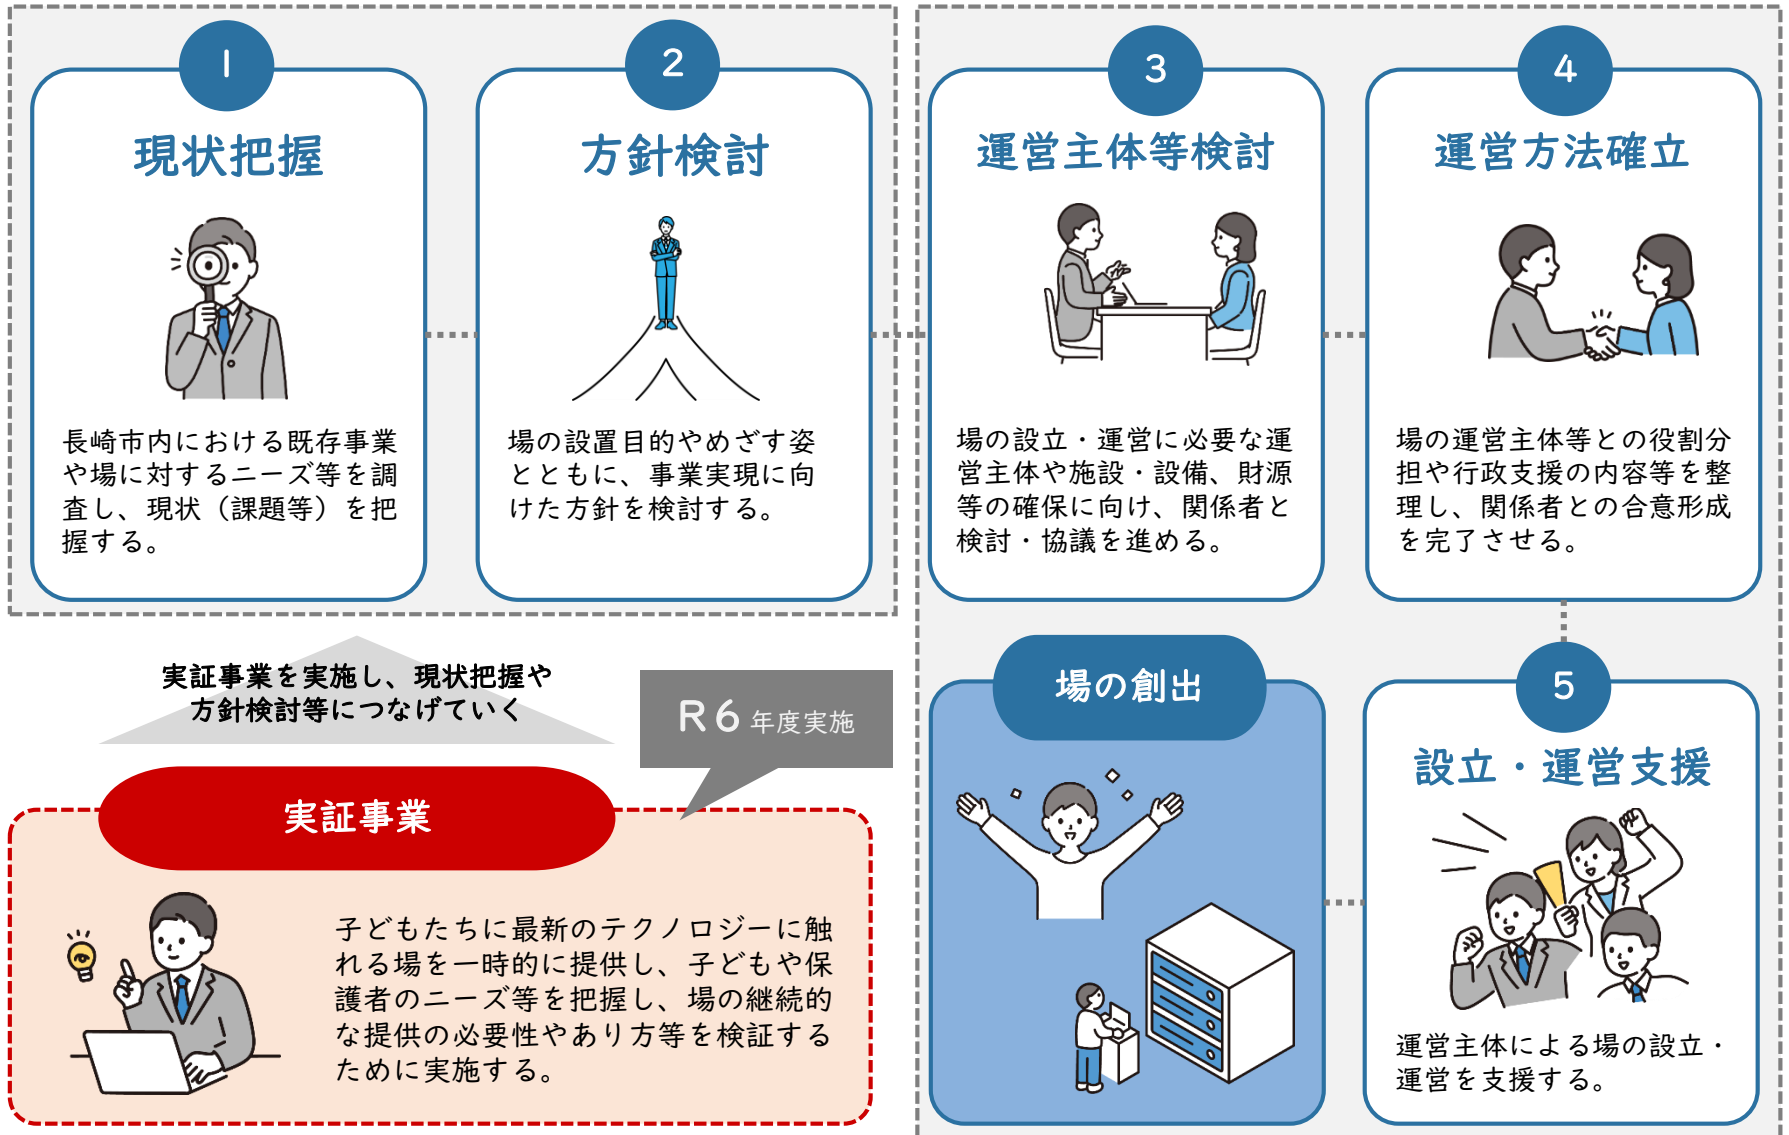 1
現状把握
長崎市内における既存事業
や場に対するニーズ等を調
査し、現状（課題等）を把
握する。
2
方針検討
場の設置目的やめざす姿
とともに、事業実現に向
けた方針を検討する。
3
運営主体等検討
場の設立・運営に必要な運
営主体や施設・設備、財源
等の確保に向け、関係者と
検討・協議を進める。
4
運営方法確立
場の運営主体等との役割分
担や行政支援の内容等を整
理し、関係者との合意形成
を完了させる。
5
設立・運営支援
運営主体による場の設立・
運営を支援する。
場の創出
実証事業を実施し、現状把握や
方針検討等につなげていく
R6年度実施
実証事業
子どもたちに最新のテクノロジーに触
れる場を一時的に提供し、子どもや保
護者のニーズ等を把握し、場の継続的
な提供の必要性やあり方等を検証する
ために実施する。